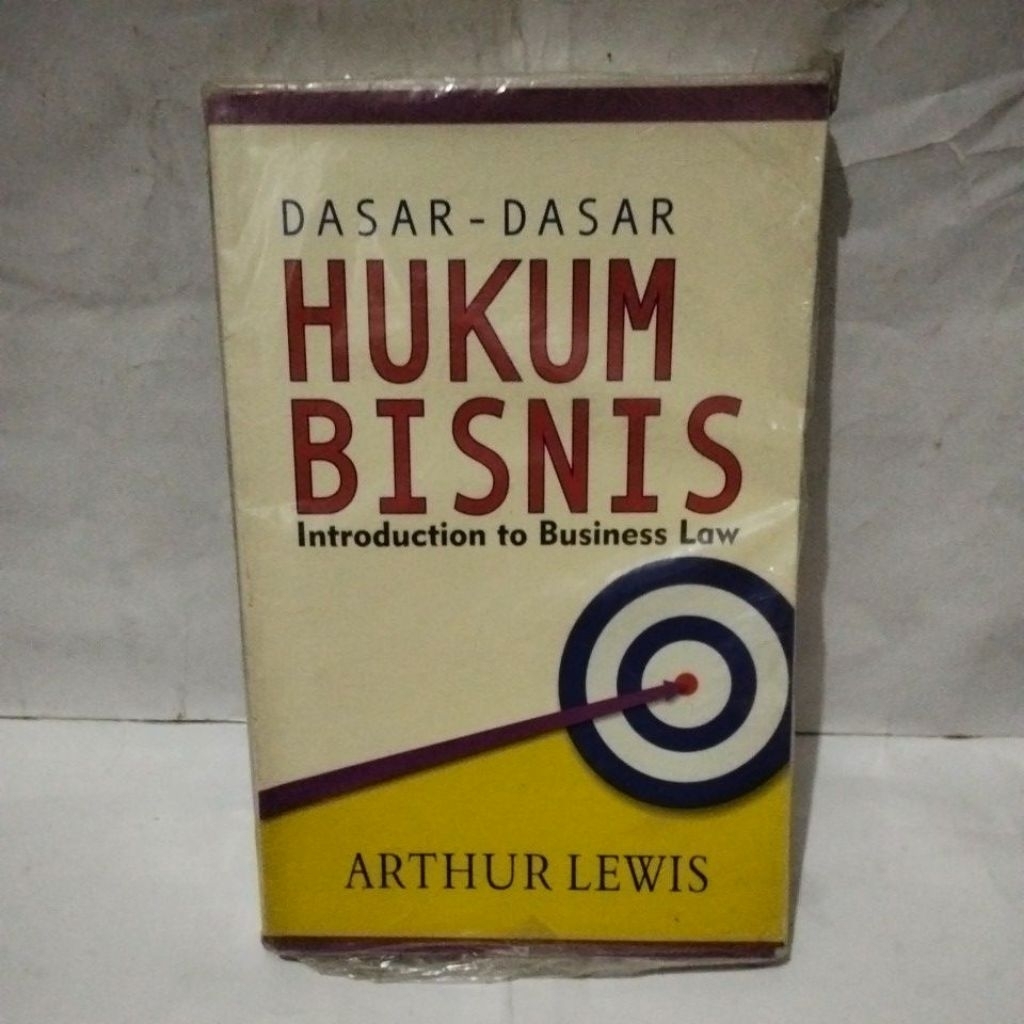 DASAR-DASAR
HUKUM
BISNIS
Introduction to Business Law
ARTHUR LEWIS